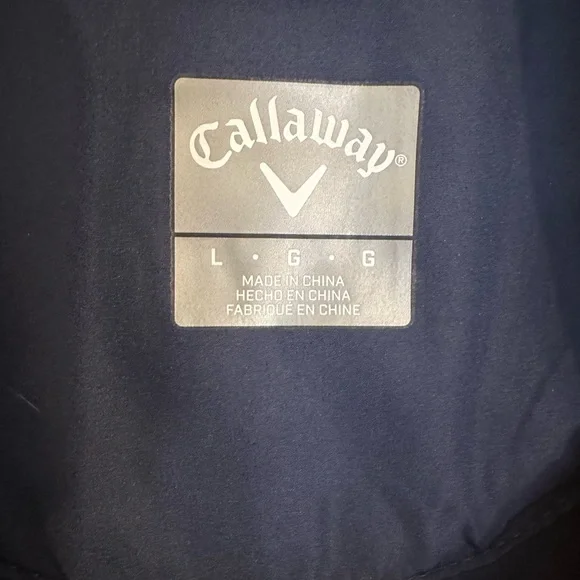 Callaway®
L · G · G
MADE IN CHINA
HECHO EN CHINA
FABRIQUÉ EN CHINE